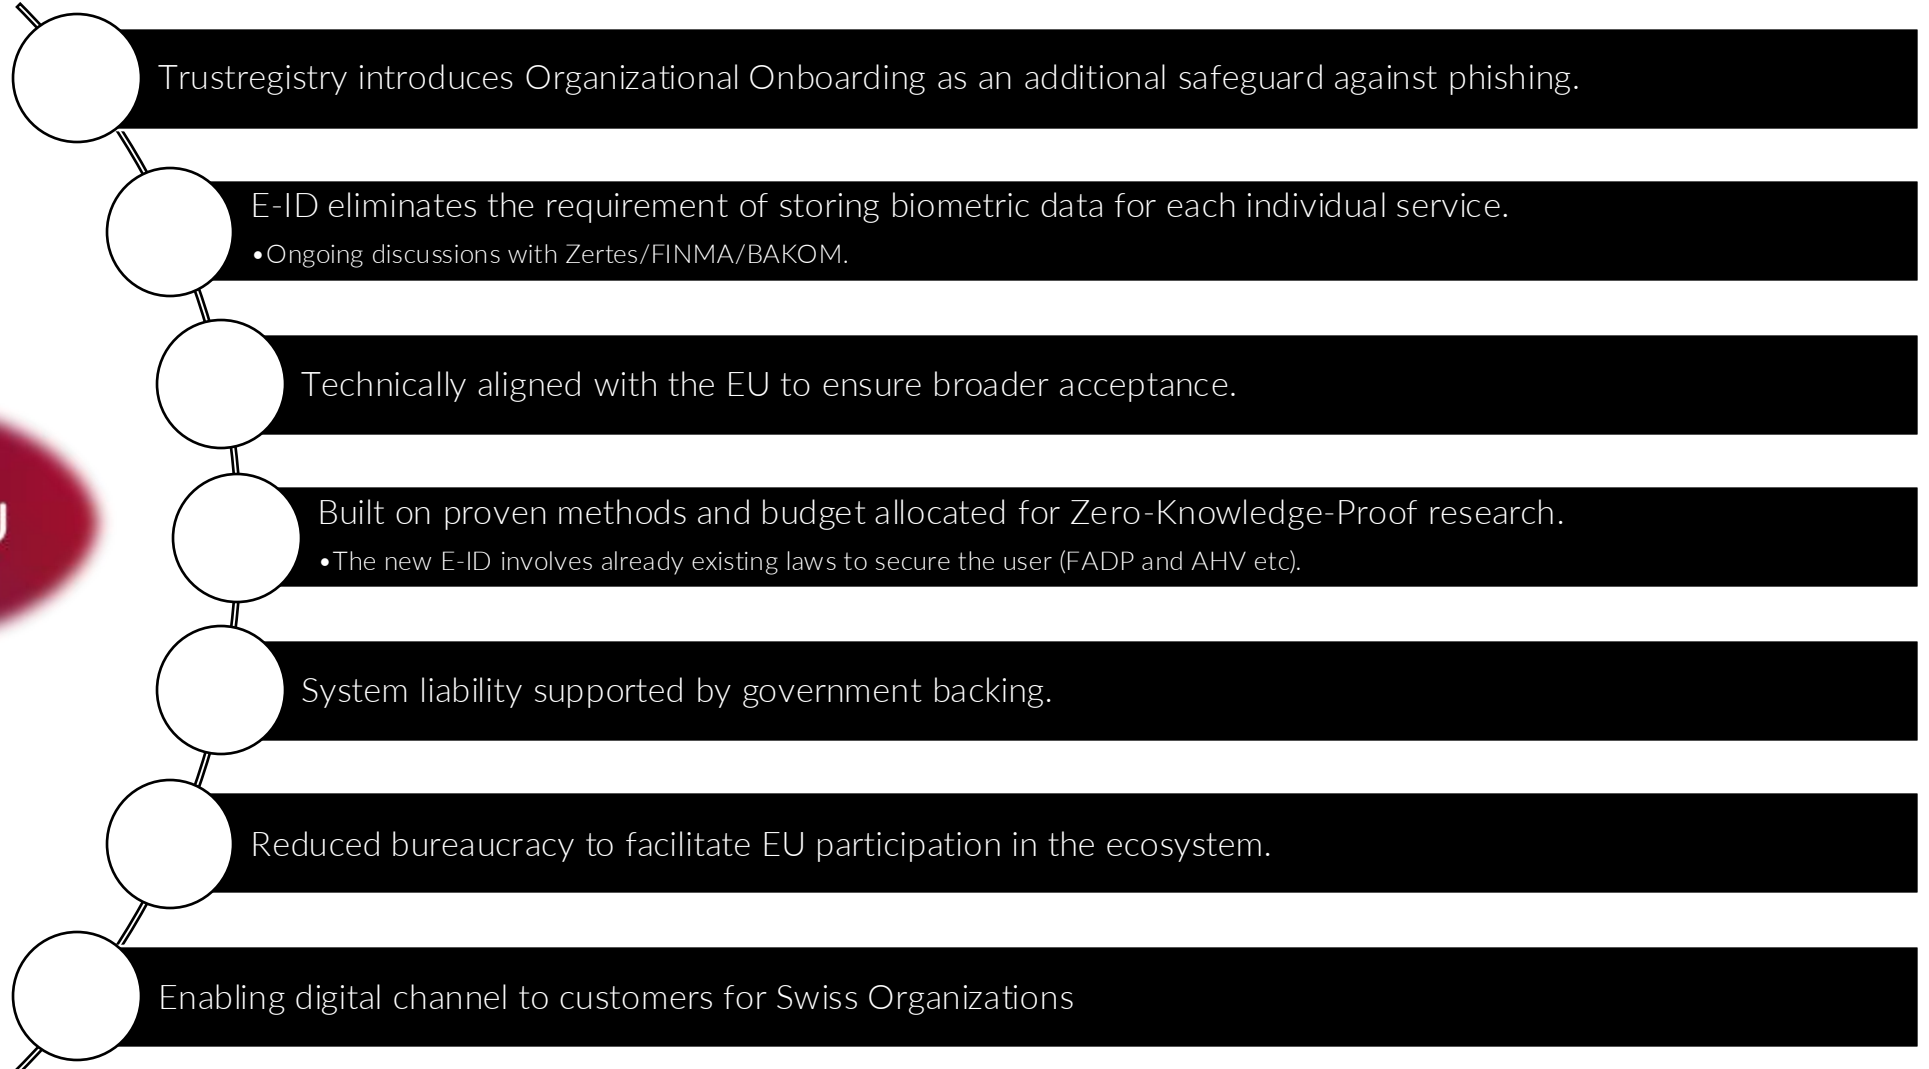 Trustregistry introduces Organizational Onboarding as an additional safeguard against phishing.
E-ID eliminates the requirement of storing biometric data for each individual service.
•Ongoing discussions with Zertes/FINMA/BAKOM.
Technically aligned with the EU to ensure broader acceptance.
Built on proven methods and budget allocated for Zero-Knowledge-Proof research.
•The new E-ID involves already existing laws to secure the user (FADP and AHV etc).
System liability supported by government backing.
Reduced bureaucracy to facilitate EU participation in the ecosystem.
Enabling digital channel to customers for Swiss Organizations